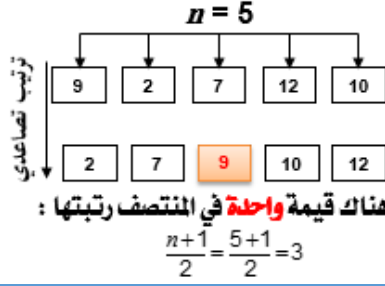 n = 5
9 2 7 12 10
ترتيب تصاعدي
2 7 9 10 12
هناك قيمة واحدة في المنتصف رتبتها :
n+1/2 = 5+1/2 = 3